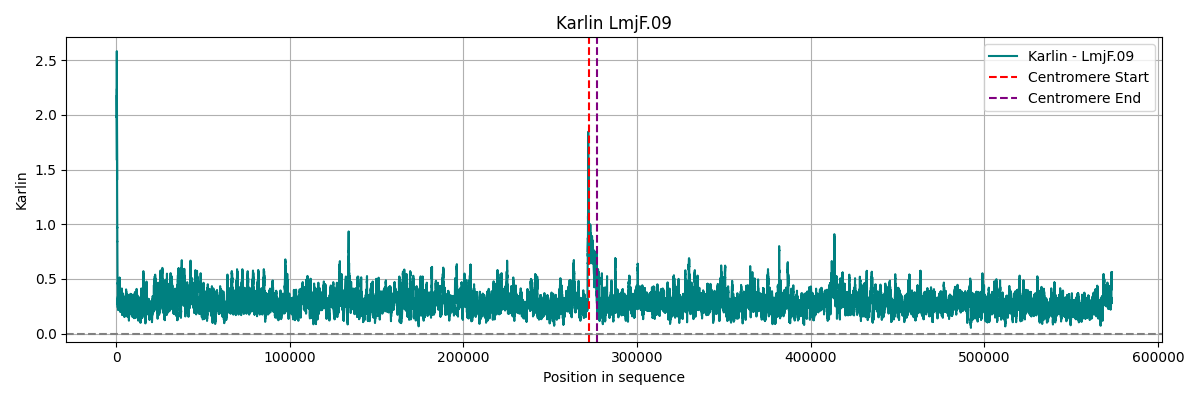 Karlin LmjF.09
Karlin - LmjF.09
Centromere Start
Centromere End
Karlin
2.5
2.0
1.5
1.0
0.5
0.0
0
100000
200000
300000
400000
500000
600000
Position in sequence